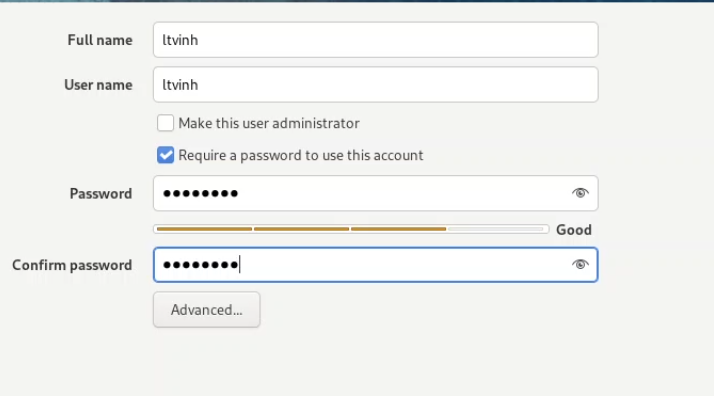 Full name ltvinh
User name ltvinh
Make this user administrator
Require a password to use this account
Password ●●●●●●●●
Good
Confirm password ●●●●●●●●
Advanced...